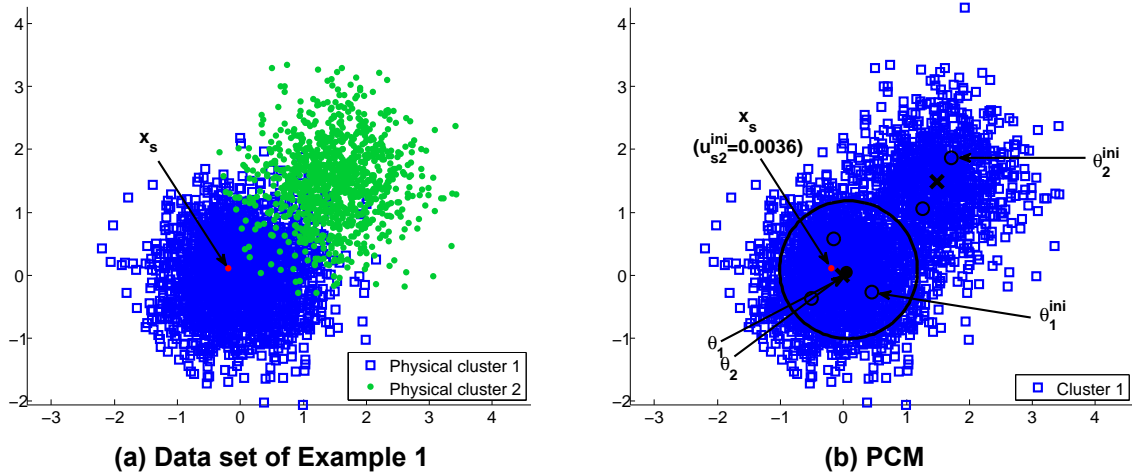 4
3
2
1
0
−1
−2
−3
−2
−1
0
1
2
3
4
x_s
Physical cluster 1
Physical cluster 2
(a) Data set of Example 1
4
3
2
1
0
−1
−2
−3
−2
−1
0
1
2
3
4
x_s
(u_{s2}^{ini}=0.0036)
θ_2^{ini}
θ_1^{ini}
θ_1
θ_2
Cluster 1
(b) PCM